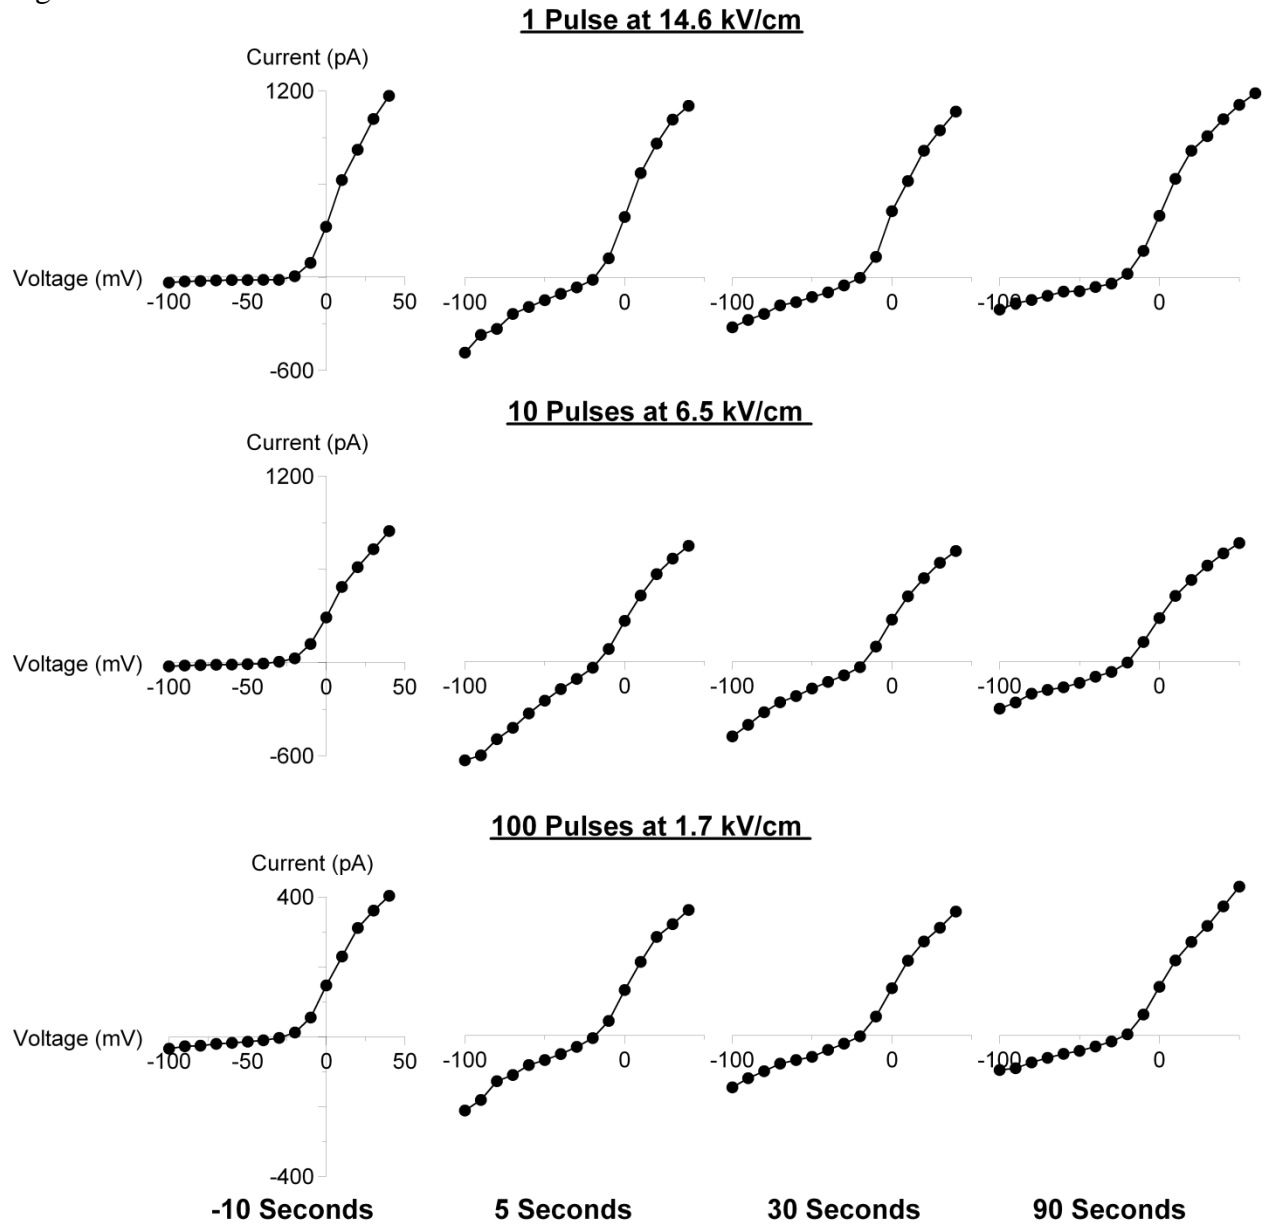 1 Pulse at 14.6 kV/cm
Current (pA)
1200
Voltage (mV)
-100 -50 0 50
-100 0
-100 0
-100 0
-600
10 Pulses at 6.5 kV/cm
Current (pA)
1200
Voltage (mV)
-100 -50 0 50
-100 0
-100 0
-100 0
-600
100 Pulses at 1.7 kV/cm
Current (pA)
400
Voltage (mV)
-100 -50 0 50
-100 0
-100 0
-100 0
-400
-10 Seconds 5 Seconds 30 Seconds 90 Seconds